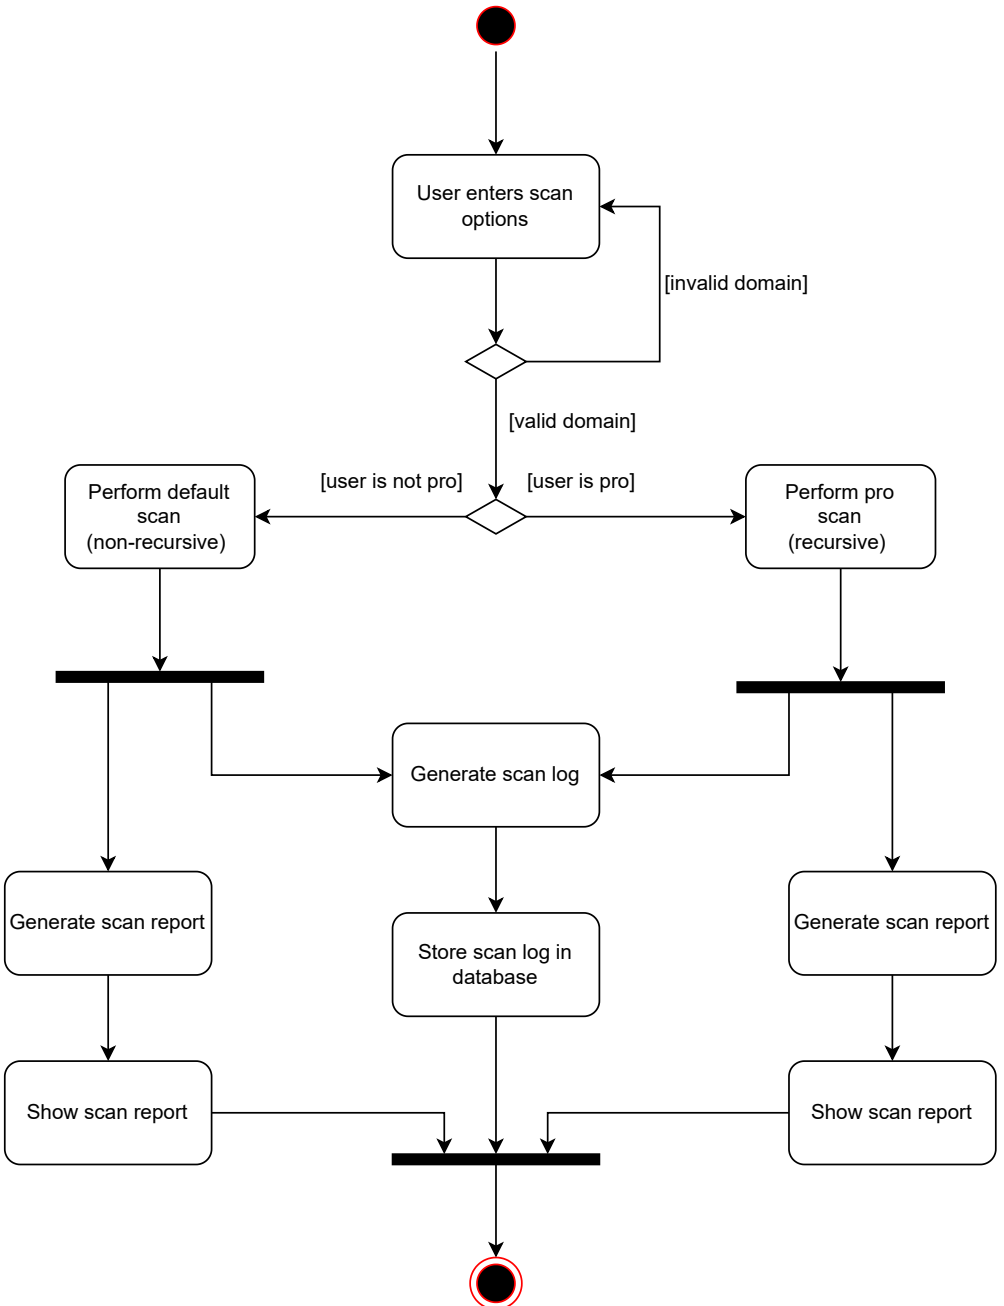 User enters scan
options
[invalid domain]
[valid domain]
[user is not pro]
[user is pro]
Perform default
scan
(non-recursive)
Perform pro
scan
(recursive)
Generate scan log
Generate scan report
Generate scan report
Store scan log in
database
Show scan report
Show scan report